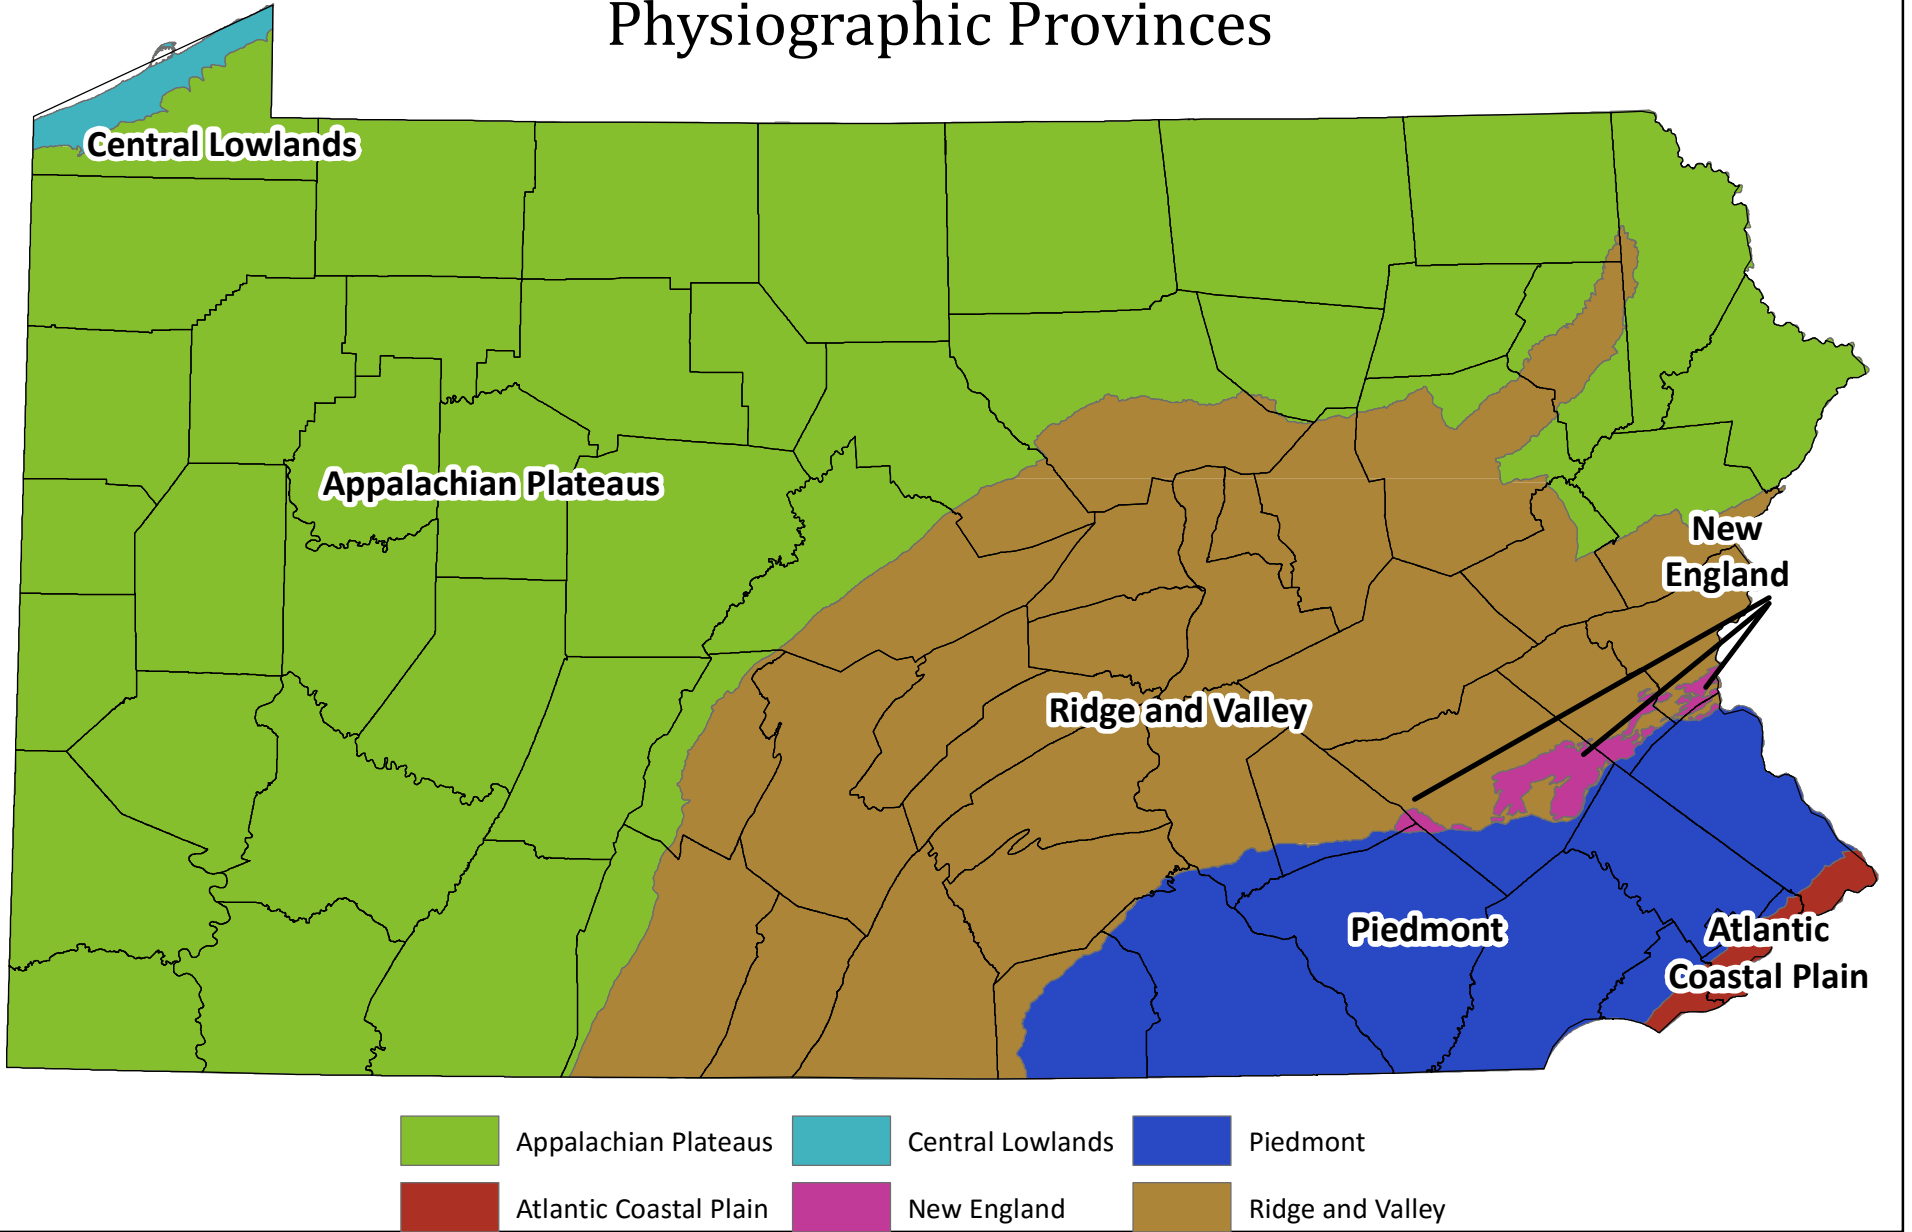 Physiographic Provinces
Central Lowlands
Appalachian Plateaus
New
England
Ridge and Valley
Piedmont
Atlantic
Coastal Plain
Appalachian Plateaus
Central Lowlands
Piedmont
Atlantic Coastal Plain
New England
Ridge and Valley